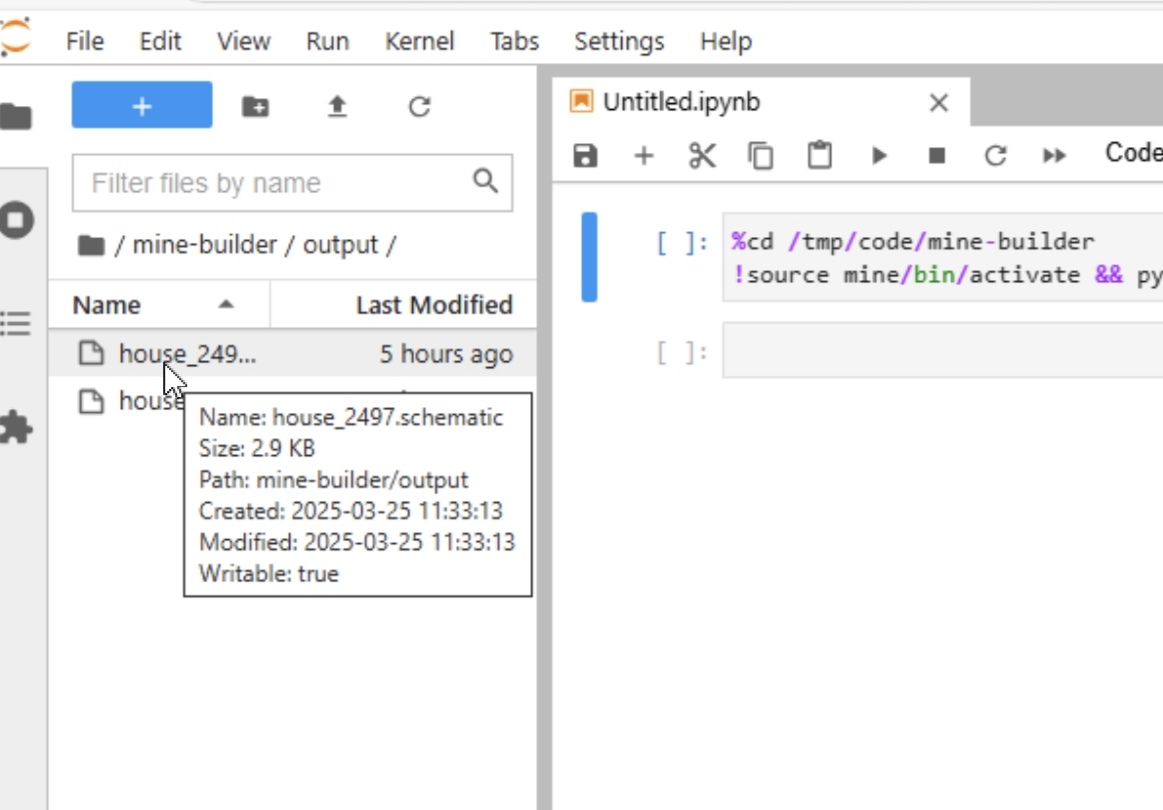 File Edit View Run Kernel Tabs Settings Help
Untitled.ipynb
Code
Filter files by name
/ mine-builder / output /
Name Last Modified
house_249... 5 hours ago
house
Name: house_2497.schematic
Size: 2.9 KB
Path: mine-builder/output
Created: 2025-03-25 11:33:13
Modified: 2025-03-25 11:33:13
Writable: true
[ ]: %cd /tmp/code/mine-builder
!source mine/bin/activate && py
[ ]: